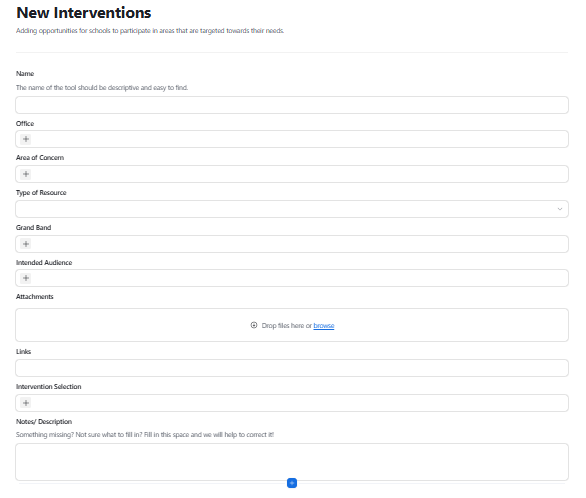 New Interventions
Adding opportunities for schools to participate in areas that are targeted towards their needs.
Name
The name of the tool should be descriptive and easy to find.
Office
Area of Concern
Type of Resource
Grand Band
Intended Audience
Attachments
Drop files here or browse
Links
Intervention Selection
Notes/ Description
Something missing? Not sure what to fill in? Fill in this space and we will help to correct it!